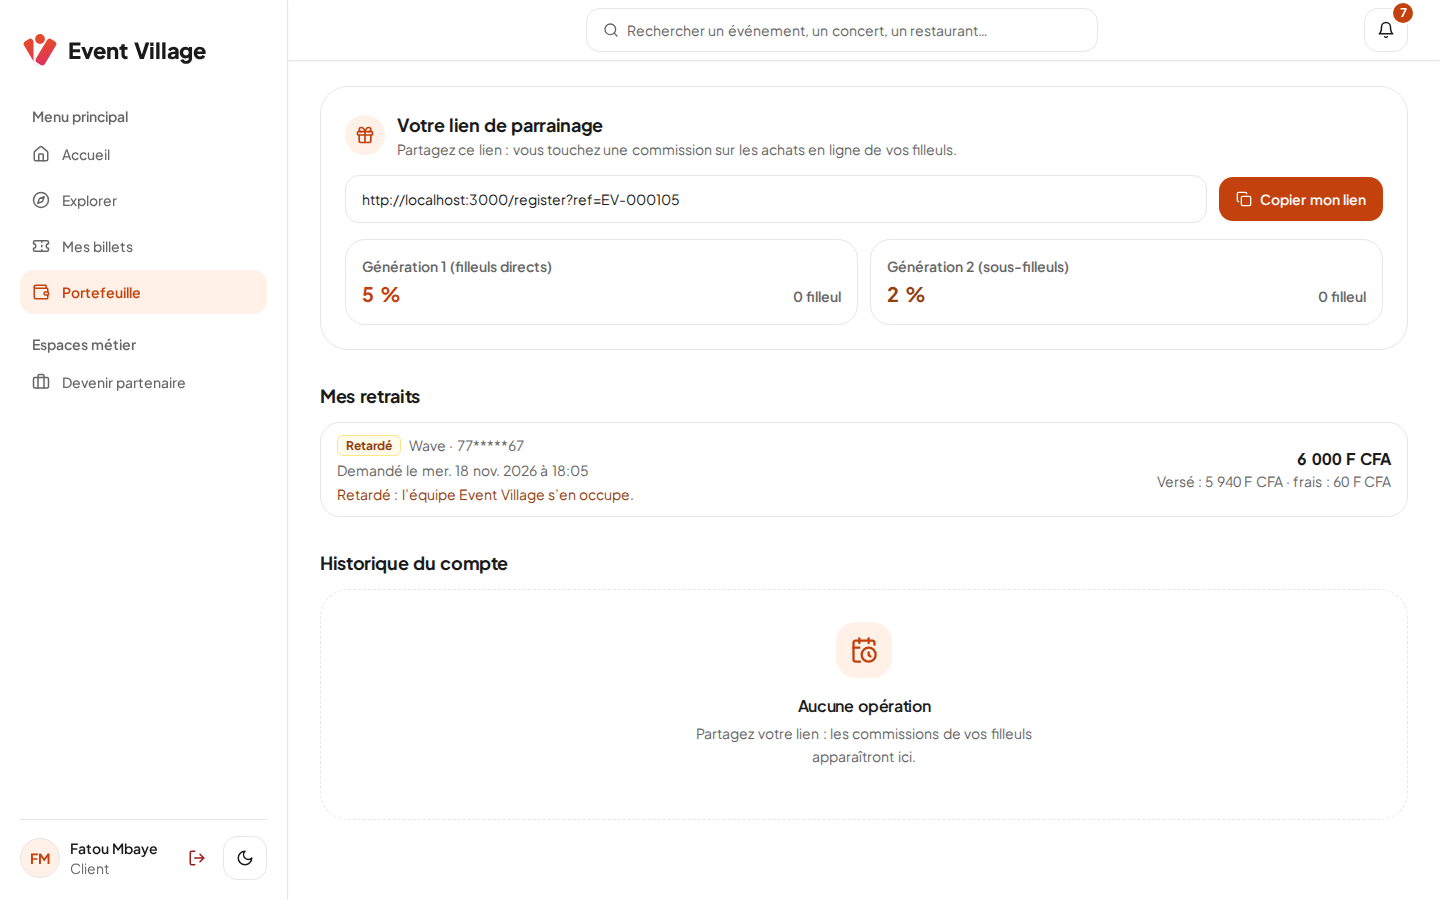 Event Village
Rechercher un événement, un concert, un restaurant…
7
Menu principal
Accueil
Explorer
Mes billets
Portefeuille
Espaces métier
Devenir partenaire
Votre lien de parrainage
Partagez ce lien : vous touchez une commission sur les achats en ligne de vos filleuls.
http://localhost:3000/register?ref=EV-000105
Copier mon lien
Génération 1 (filleuls directs)
5 %
0 filleul
Génération 2 (sous-filleuls)
2 %
0 filleul
Mes retraits
Retardé Wave · 77*****67
Demandé le mer. 18 nov. 2026 à 18:05
Retardé : l’équipe Event Village s’en occupe.
6 000 F CFA
Versé : 5 940 F CFA · frais : 60 F CFA
Historique du compte
Aucune opération
Partagez votre lien : les commissions de vos filleuls
apparaîtront ici.
FM
Fatou Mbaye
Client